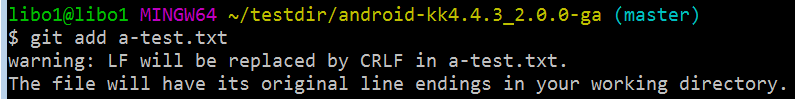 libo1@libo1 MINGW64 ~/testdir/android-kk4.4.3_2.0.0-ga (master)
$ git add a-test.txt
warning: LF will be replaced by CRLF in a-test.txt.
The file will have its original line endings in your working directory.